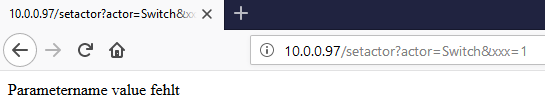 10.0.0.97/setactor?actor=Switch&xx
10.0.0.97/setactor?actor=Switch&xxx=1
Parametername value fehlt